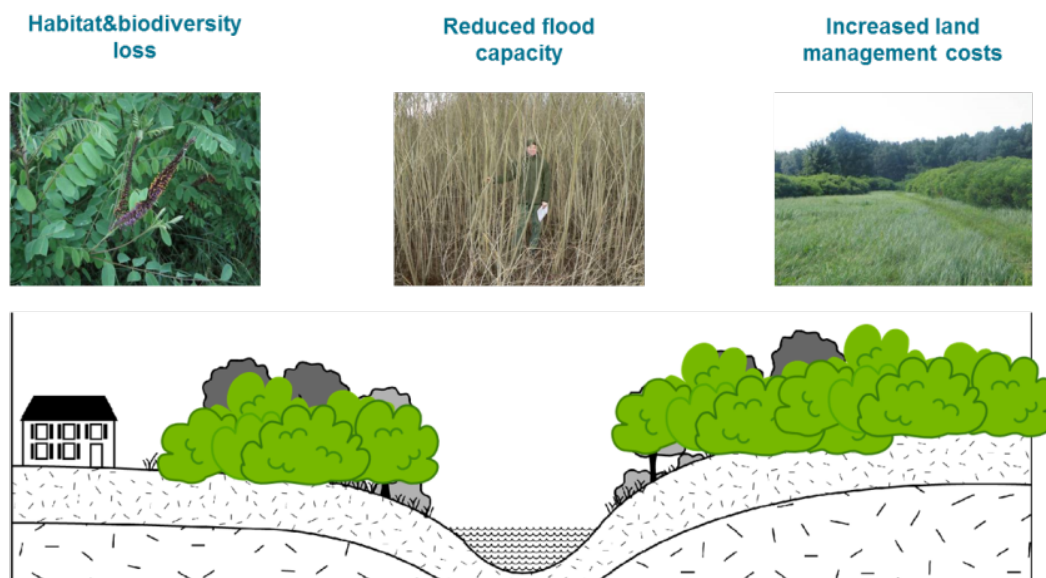 Habitat&biodiversity
loss
Reduced flood
capacity
Increased land
management costs